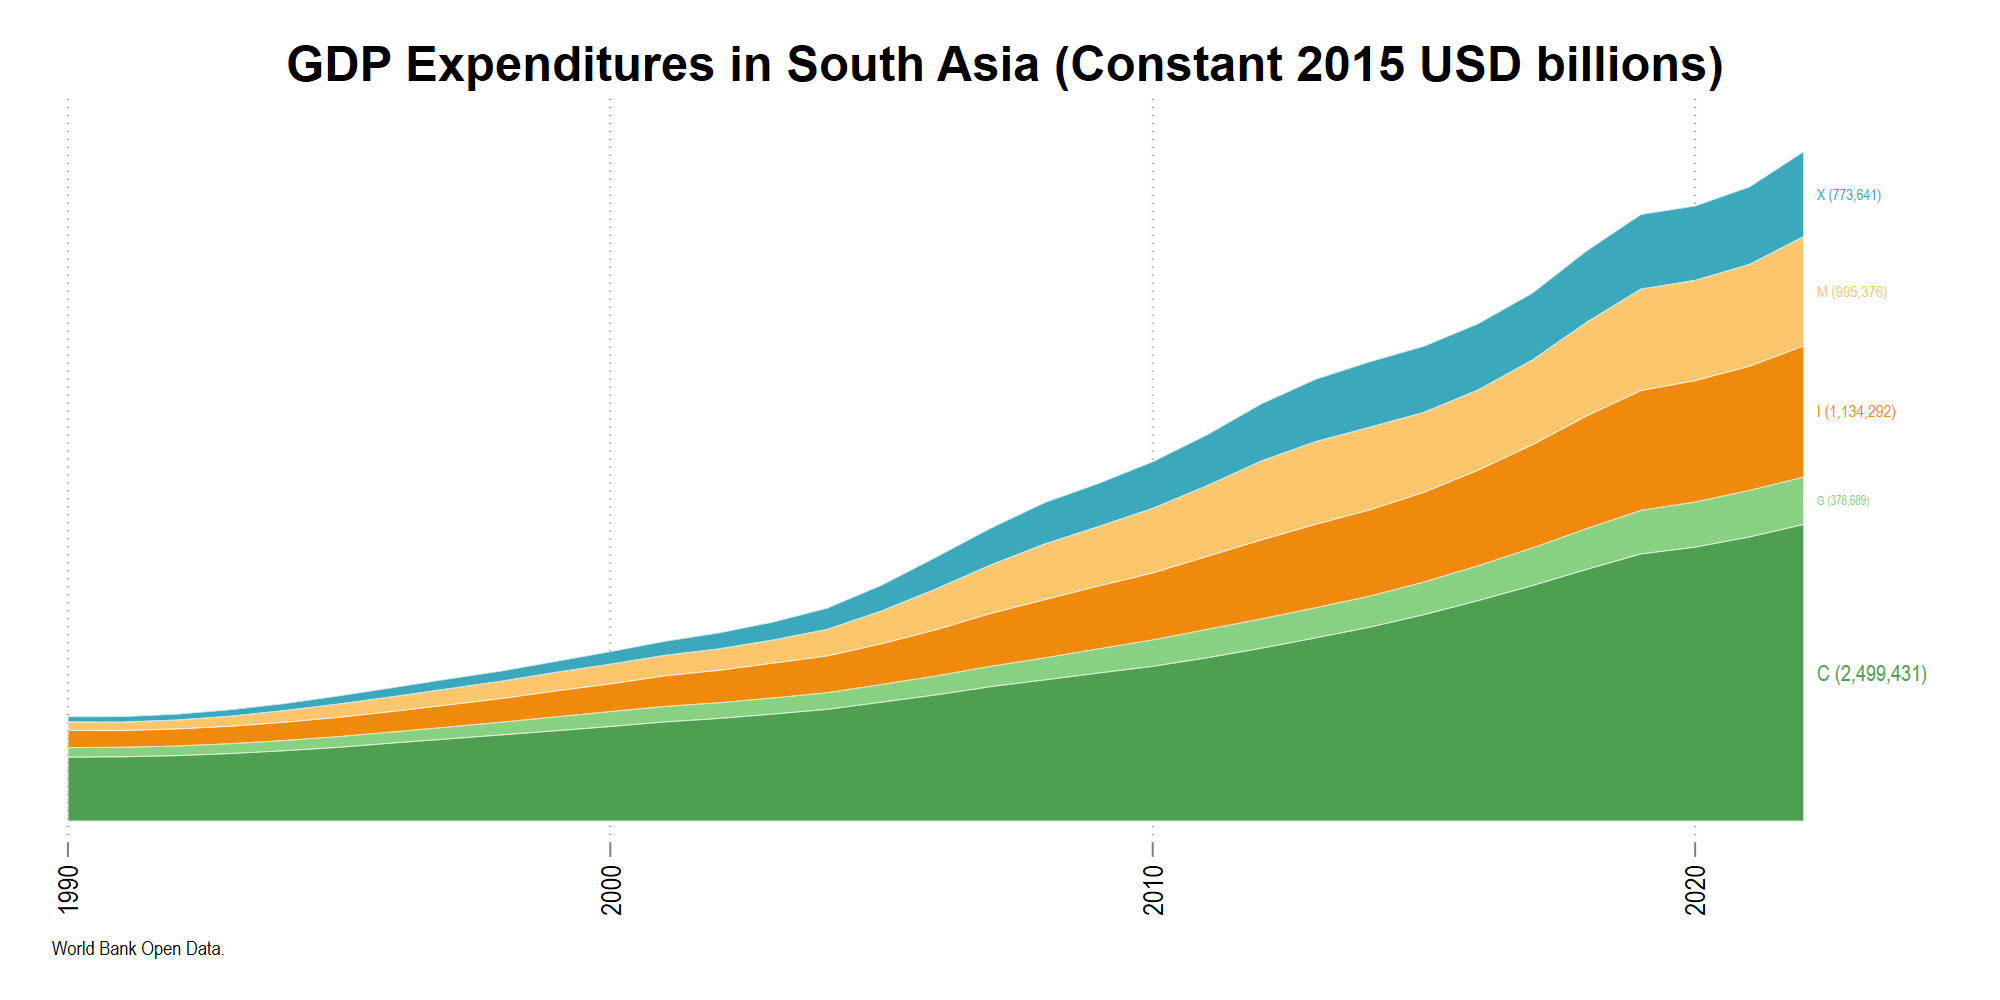 GDP Expenditures in South Asia (Constant 2015 USD billions)
X (773,641)
M (995,376)
I (1,134,292)
G (378,689)
C (2,499,431)
1990
2000
2010
2020
World Bank Open Data.